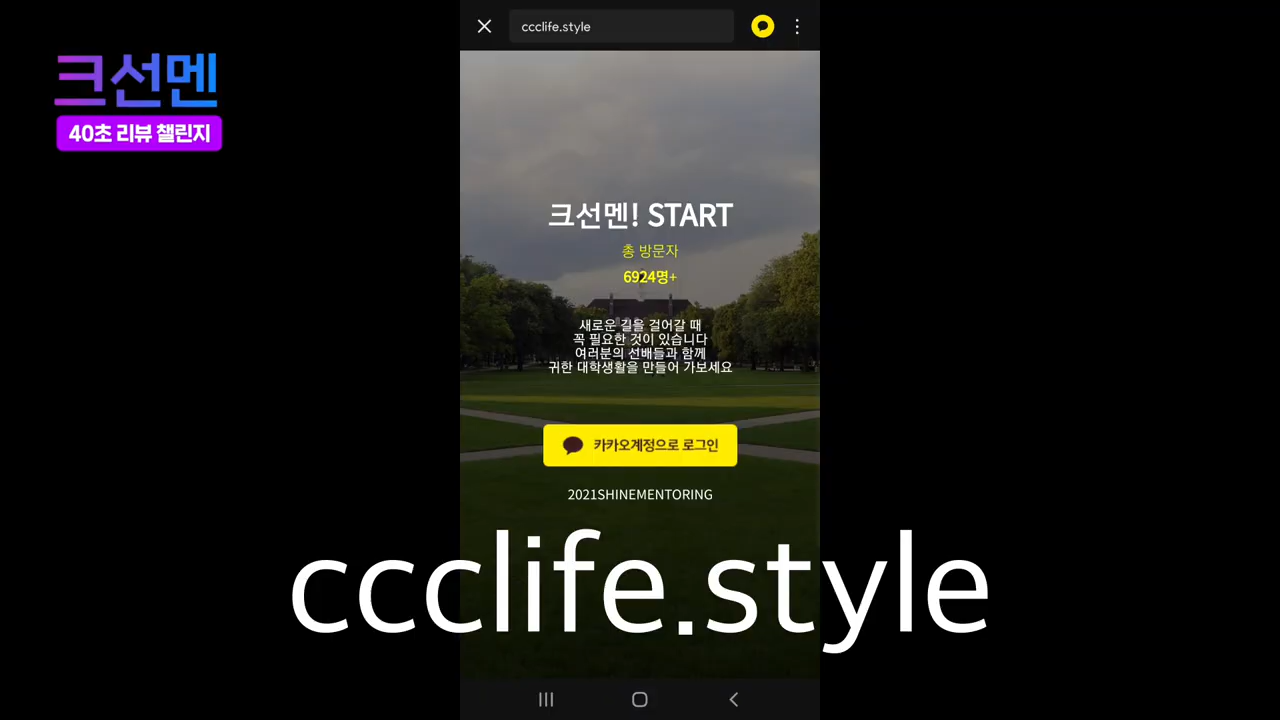 크선멘
40초 리뷰 챌린지
ccclife.style
크선멘! START
총 방문자
6924명+
새로운 길을 걸어갈 때
꼭 필요한 것이 있습니다
여러분의 선배들과 함께
귀한 대학생활을 만들어 가보세요
카카오계정으로 로그인
2021SHINEMENTORING
ccclife.style